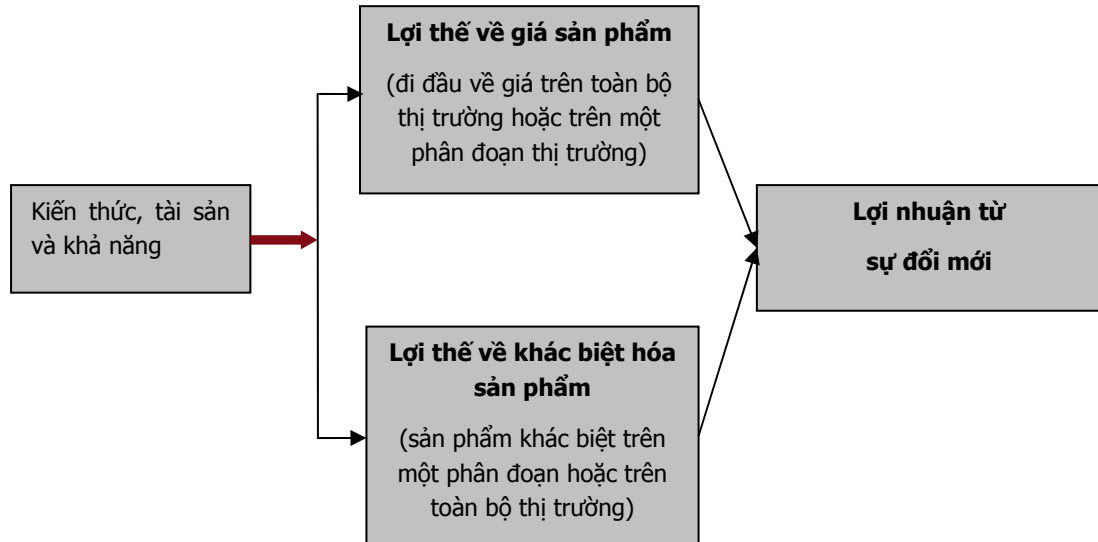 Lợi thế về giá sản phẩm
(đi đầu về giá trên toàn bộ
thị trường hoặc trên một
phân đoạn thị trường)
Kiến thức, tài sản
và khả năng
Lợi nhuận từ
sự đổi mới
Lợi thế về khác biệt hóa
sản phẩm
(sản phẩm khác biệt trên
một phân đoạn hoặc trên
toàn bộ thị trường)